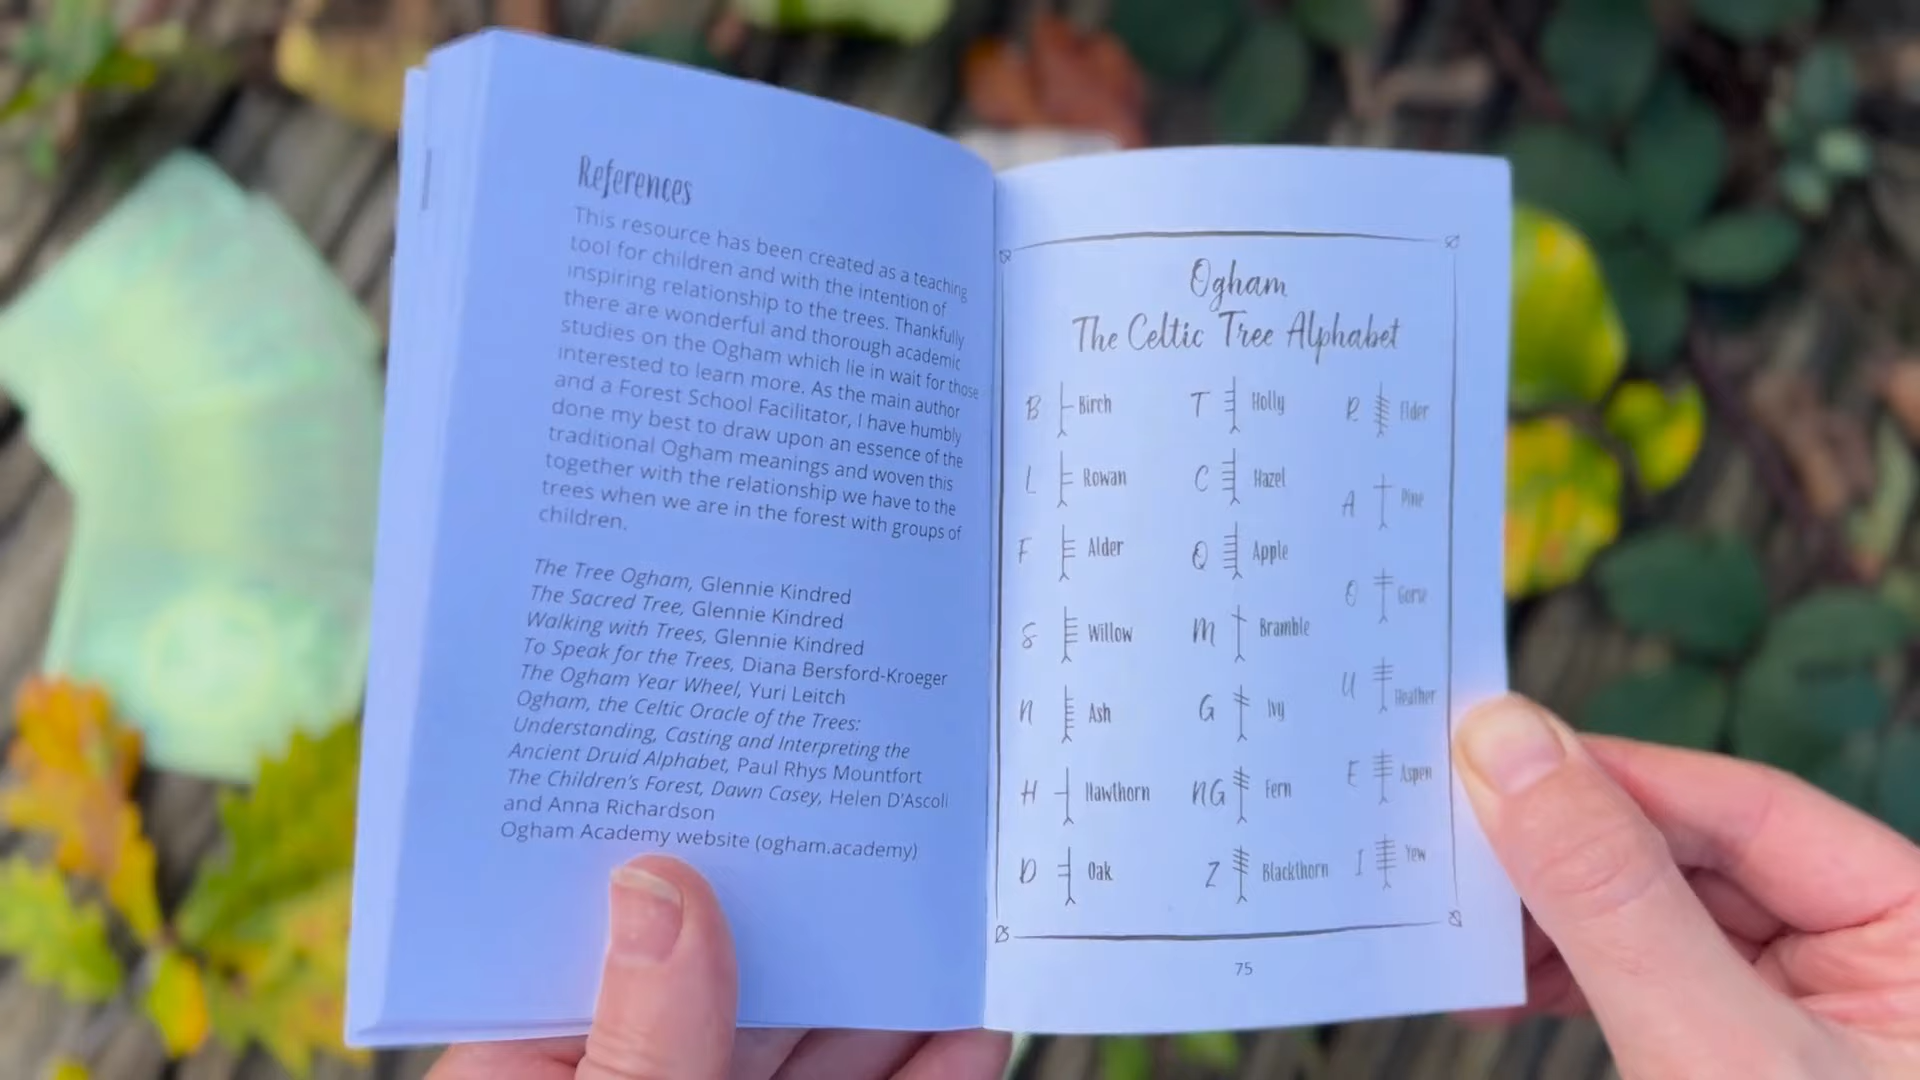 References
This resource has been created as a teaching
tool for children and with the intention of
inspiring relationship to the trees. Thankfully
there are wonderful and thorough academic
studies on the Ogham which lie in wait for those
interested to learn more. As the main author
and a Forest School Facilitator, I have humbly
done my best to draw upon an essence of the
traditional Ogham meanings and woven this
together with the relationship we have to the
trees when we are in the forest with groups of
children.
The Tree Ogham, Glennie Kindred
The Sacred Tree, Glennie Kindred
Walking with Trees, Glennie Kindred
To Speak for the Trees, Diana Bersford-Kroeger
The Ogham Year Wheel, Yuri Leitch
Ogham, the Celtic Oracle of the Trees:
Understanding, Casting and Interpreting the
Ancient Druid Alphabet, Paul Rhys Mountfort
The Children's Forest, Dawn Casey, Helen D'Ascoli
and Anna Richardson
Ogham Academy website (ogham.academy)
Ogham
The Celtic Tree Alphabet
B Birch
L Rowan
F Alder
S Willow
N Ash
H Hawthorn
D Oak
T Holly
C Hazel
Q Apple
M Bramble
G Ivy
NG Fern
Z Blackthorn
R Elder
A Pine
O Gorse
U Heather
E Aspen
I Yew
75